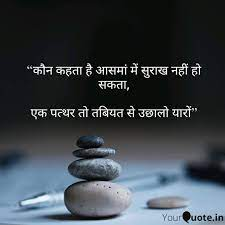 “कौन कहता है आसमां में सुराख नहीं हो
सकता,
एक पत्थर तो तबियत से उछालो यारों”
YourQuote.in